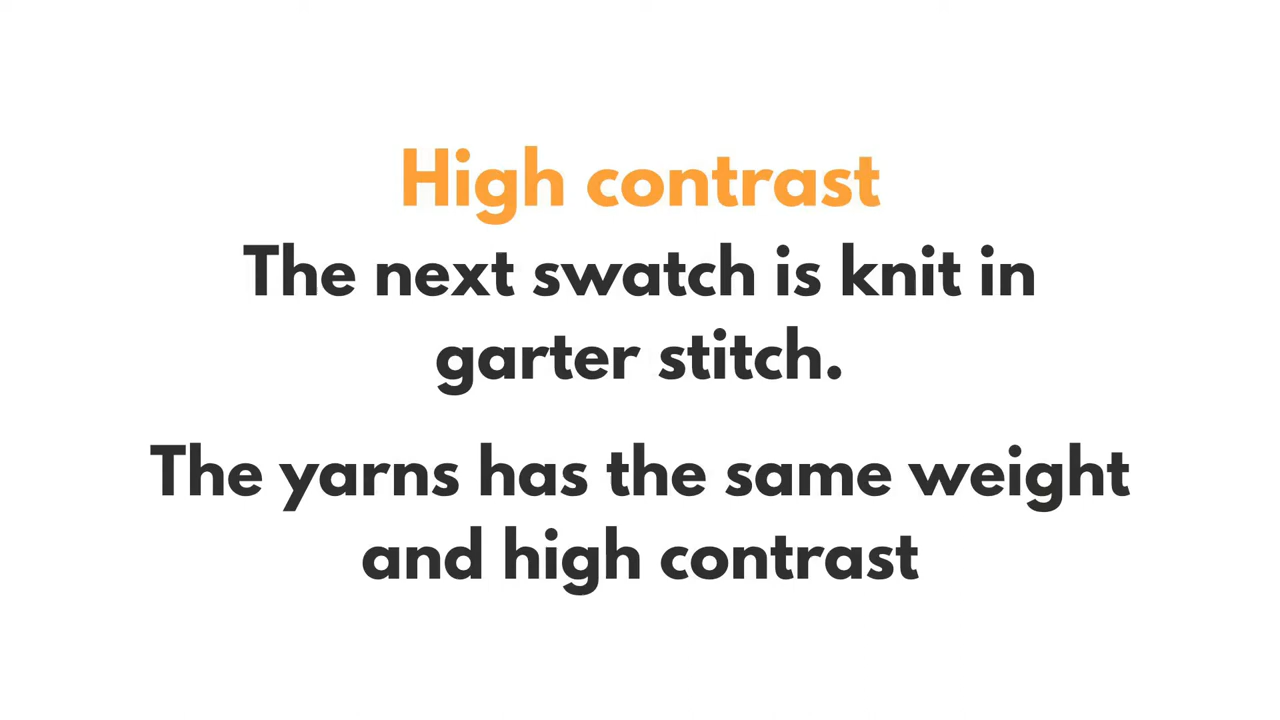 High contrast
The next swatch is knit in
garter stitch.
The yarns has the same weight
and high contrast